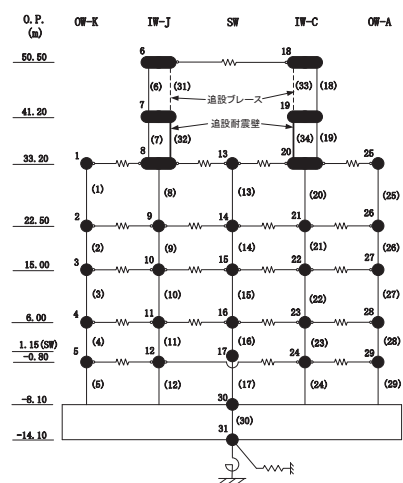 O.P. OW-K IW-J SW IW-C OW-A
(m)
6 18
50.50
(6) (31) (33) (18)
追設ブレース
7 19
41.20
追設耐震壁
(7) (32) (34) (19)
1 8 13 20 25
33.20
(1) (8) (13) (20) (25)
2 9 14 21 26
22.50
(2) (9) (14) (21) (26)
3 10 15 22 27
15.00
(3) (10) (15) (22) (27)
4 11 16 23 28
6.00
(4) (11) (16) (23) (28)
1.15(SW)
5 12 17 24 29
-0.80
(5) (12) (17) (24) (29)
30
-8.10
(30)
31
-14.10